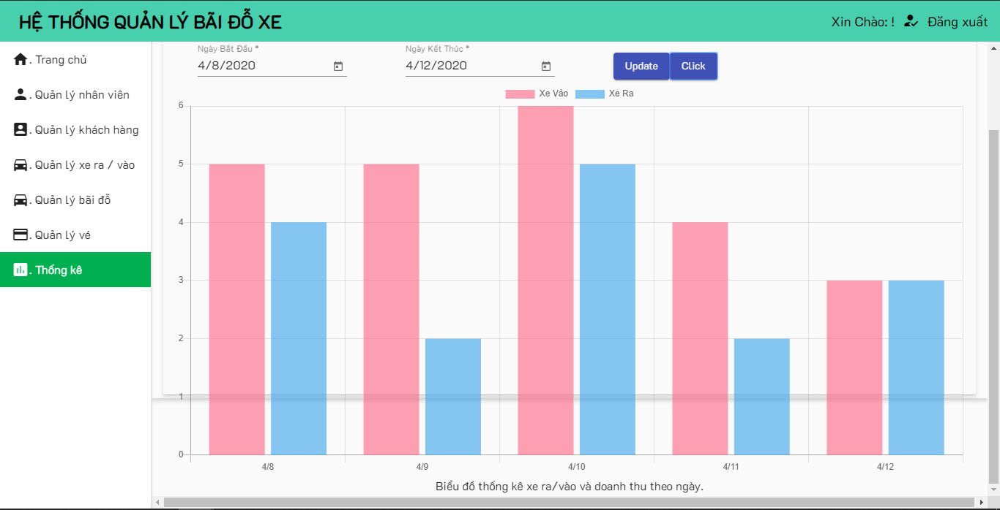 HỆ THỐNG QUẢN LÝ BÃI ĐỖ XE
Xin Chào: ! Đăng xuất
. Trang chủ
. Quản lý nhân viên
. Quản lý khách hàng
. Quản lý xe ra / vào
. Quản lý bãi đỗ
. Quản lý vé
. Thống kê
Ngày Bắt Đầu *
4/8/2020
Ngày Kết Thúc *
4/12/2020
Update
Click
Xe Vào
Xe Ra
6
5
4
3
2
1
0
4/8
4/9
4/10
4/11
4/12
Biểu đồ thống kê xe ra/vào và doanh thu theo ngày.